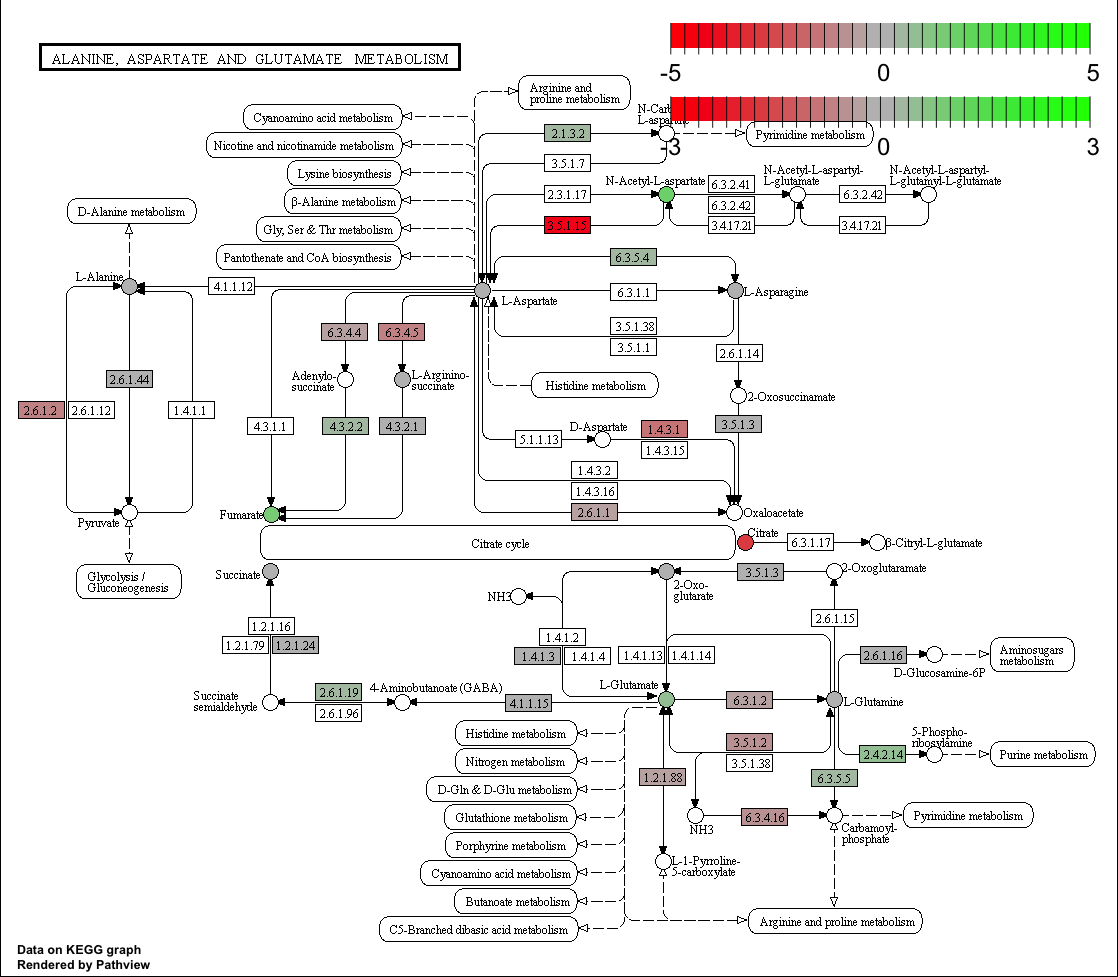 ALANINE, ASPARTATE AND GLUTAMATE METABOLISM
-5
0
5
-3
0
3
Arginine and
proline metabolism
Cyanoamino acid metabolism
Nicotine and nicotinamide metabolism
Lysine biosynthesis
β-Alanine metabolism
Gly, Ser & Thr metabolism
Pantothenate and CoA biosynthesis
2.1.3.2
L-aspartate
Pyrimidine metabolism
3.5.1.7
2.3.1.17
N-Acetyl-L-aspartate
6.3.2.41
6.3.2.42
N-Acetyl-L-aspartyl-
L-glutamate
6.3.2.42
N-Acetyl-L-aspartyl-
L-glutamyl-L-glutamate
3.5.1.15
3.4.17.21
3.4.17.21
D-Alanine metabolism
L-Alanine
4.1.1.12
6.3.5.4
L-Aspartate
6.3.1.1
L-Asparagine
3.5.1.38
3.5.1.1
6.3.4.4
6.3.4.5
2.6.1.14
2.6.1.44
Adenylo-
succinate
L-Arginino-
succinate
Histidine metabolism
2-Oxosuccinamate
2.6.1.2
2.6.1.12
1.4.1.1
4.3.1.1
4.3.2.2
4.3.2.1
5.1.1.13
D-Aspartate
1.4.3.1
1.4.3.15
3.5.1.3
1.4.3.2
1.4.3.16
2.6.1.1
Pyruvate
Fumarate
Oxaloacetate
Citrate cycle
Citrate
6.3.1.17
β-Citryl-L-glutamate
Glycolysis /
Gluconeogenesis
Succinate
NH3
2-Oxo-
glutarate
3.5.1.3
2-Oxoglutaramate
1.2.1.16
1.2.1.79
1.2.1.24
1.4.1.2
1.4.1.3
1.4.1.4
1.4.1.13
1.4.1.14
2.6.1.15
2.6.1.16
D-Glucosamine-6P
Aminosugars
metabolism
Succinate
semialdehyde
2.6.1.19
2.6.1.96
4-Aminobutanoate (GABA)
4.1.1.15
L-Glutamate
6.3.1.2
L-Glutamine
Histidine metabolism
Nitrogen metabolism
D-Gln & D-Glu metabolism
Glutathione metabolism
Porphyrine metabolism
Cyanoamino acid metabolism
Butanoate metabolism
C5-Branched dibasic acid metabolism
3.5.1.2
3.5.1.38
1.2.1.88
2.4.2.14
5-Phospho-
ribosylamine
Purine metabolism
6.3.5.5
NH3
6.3.4.16
Carbamoyl-
phosphate
Pyrimidine metabolism
L-1-Pyrroline-
5-carboxylate
Arginine and proline metabolism
Data on KEGG graph
Rendered by Pathview